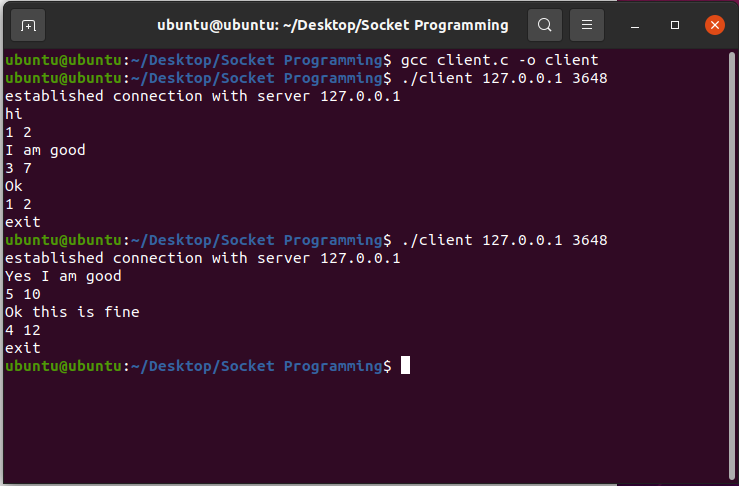 ubuntu@ubuntu: ~/Desktop/Socket Programming
ubuntu@ubuntu:~/Desktop/Socket Programming$ gcc client.c -o client
ubuntu@ubuntu:~/Desktop/Socket Programming$ ./client 127.0.0.1 3648
established connection with server 127.0.0.1
hi
1 2
I am good
3 7
Ok
1 2
exit
ubuntu@ubuntu:~/Desktop/Socket Programming$ ./client 127.0.0.1 3648
established connection with server 127.0.0.1
Yes I am good
5 10
Ok this is fine
4 12
exit
ubuntu@ubuntu:~/Desktop/Socket Programming$